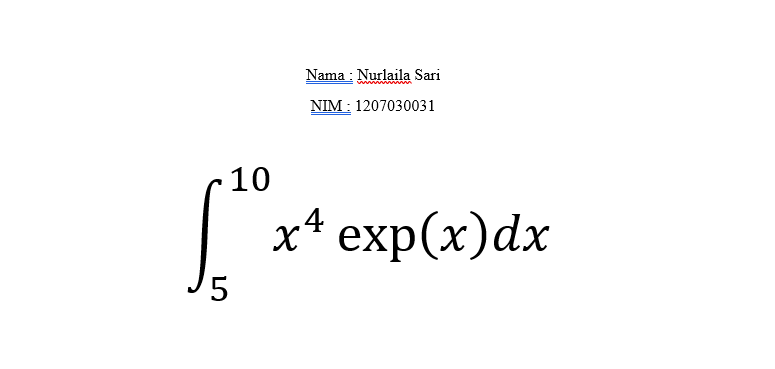 Nama : Nurlaila Sari
NIM : 1207030031
∫₅¹⁰ x⁴ exp(x)dx